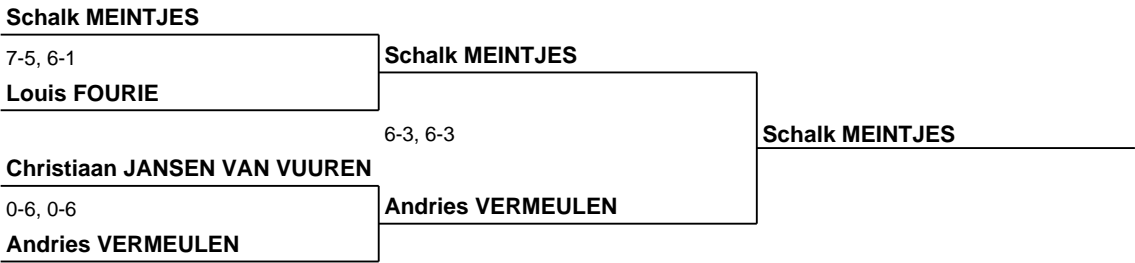 Schalk MEINTJES
7-5, 6-1
Schalk MEINTJES
Louis FOURIE
6-3, 6-3
Schalk MEINTJES
Christiaan JANSEN VAN VUUREN
0-6, 0-6
Andries VERMEULEN
Andries VERMEULEN